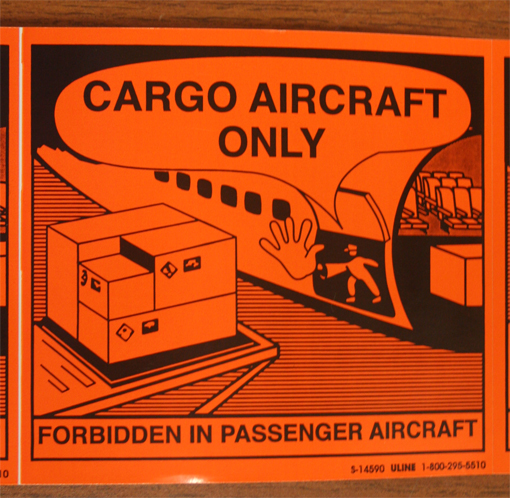 CARGO AIRCRAFT
ONLY
FORBIDDEN IN PASSENGER AIRCRAFT
S-14590 ULINE 1-800-295-5510